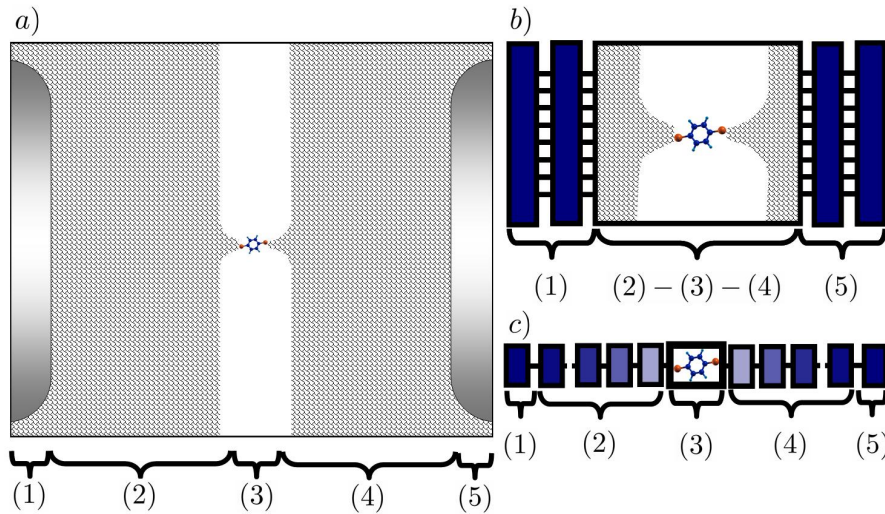 a)
(1) (2) (3) (4) (5)
b)
(1) (2) – (3) – (4) (5)
c)
(1) (2) (3) (4) (5)